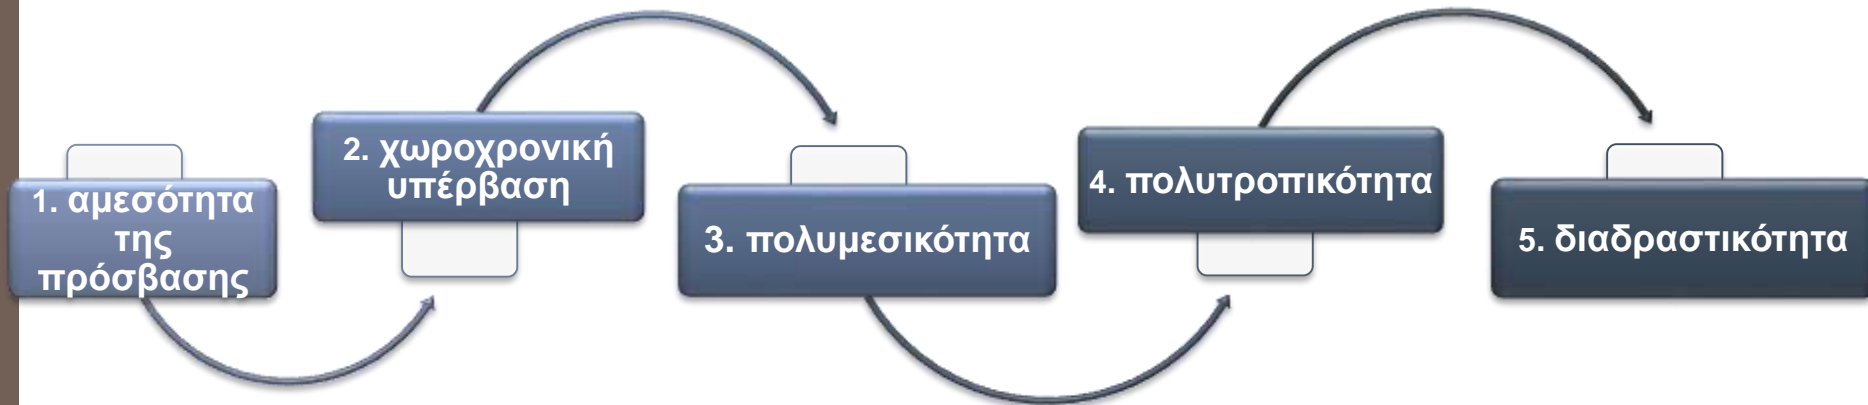 1. αμεσότητα
της
πρόσβασης
2. χωροχρονική
υπέρβαση
3. πολυμεσικότητα
4. πολυτροπικότητα
5. διαδραστικότητα